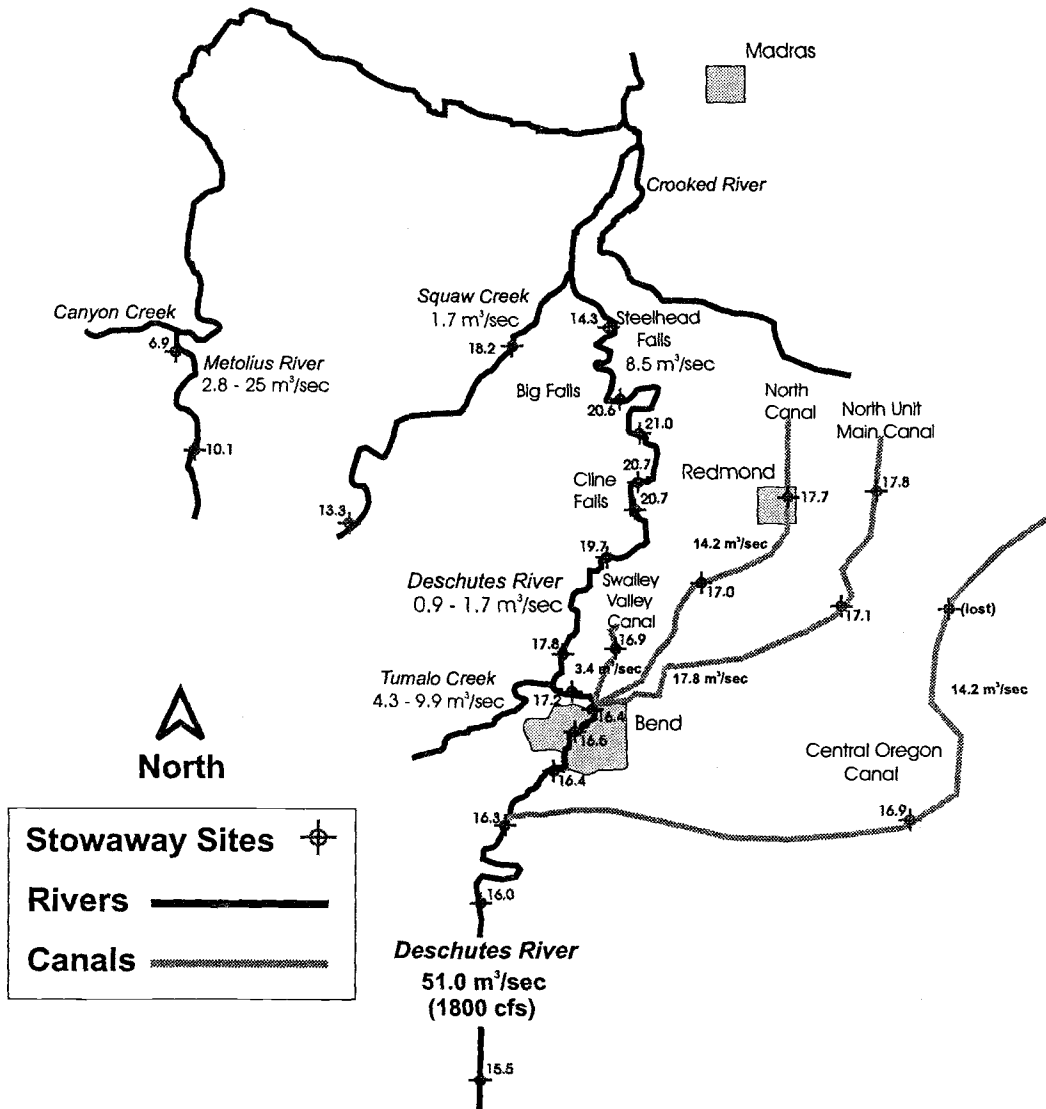 Madras
Crooked River
Squaw Creek
1.7 m³/sec
Canyon Creek
14.3
Steelhead
Falls
8.5 m³/sec
6.9
18.2
Metolius River
2.8 - 25 m³/sec
Big Falls
20.6
North
Canal
North Unit
Main Canal
21.0
10.1
20.7
Redmond
17.8
Cline
Falls
17.7
20.7
13.3
14.2 m³/sec
19.7
Swalley
Valley
Canal
17.0
Deschutes River
0.9 - 1.7 m³/sec
17.1
(lost)
16.9
17.8
3.4 m³/sec
17.8 m³/sec
14.2 m³/sec
Tumalo Creek
4.3 - 9.9 m³/sec
17.2
16.4
Bend
16.5
North
16.4
Central Oregon
Canal
16.3
16.9
Stowaway Sites
Rivers
Canals
16.0
Deschutes River
51.0 m³/sec
(1800 cfs)
15.5